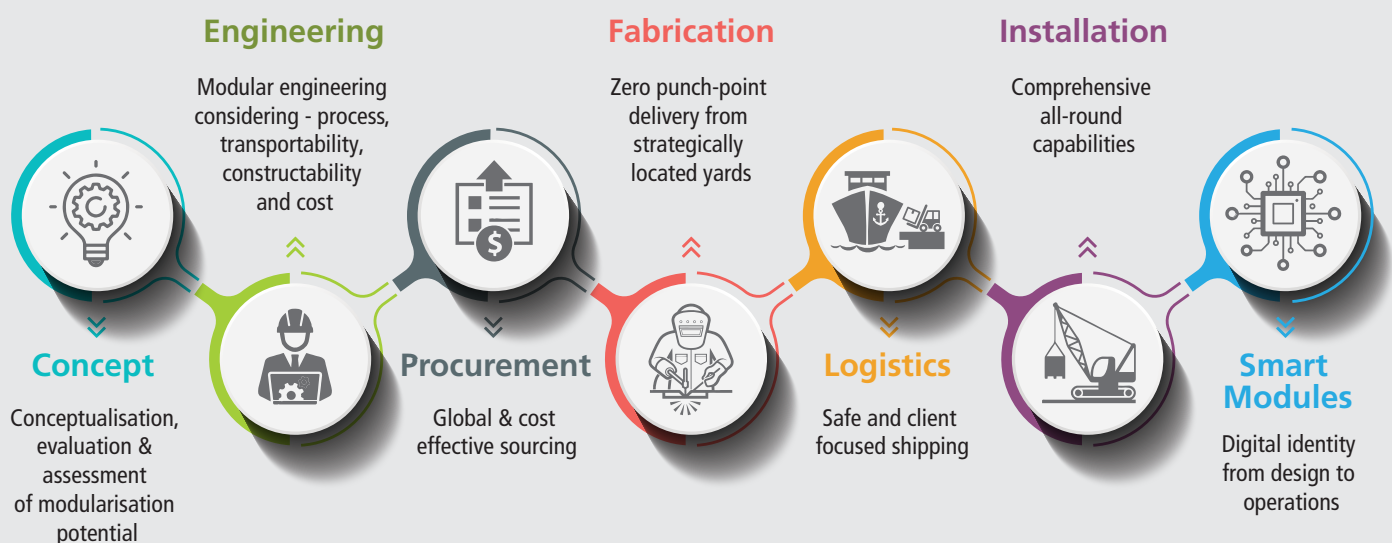 Concept
Conceptualisation,
evaluation &
assessment
of modularisation
potential
Engineering
Modular engineering
considering - process,
transportability,
constructability
and cost
Procurement
Global & cost
effective sourcing
$
Fabrication
Zero punch-point
delivery from
strategically
located yards
Logistics
Safe and client
focused shipping
Installation
Comprehensive
all-round
capabilities
Smart
Modules
Digital identity
from design to
operations